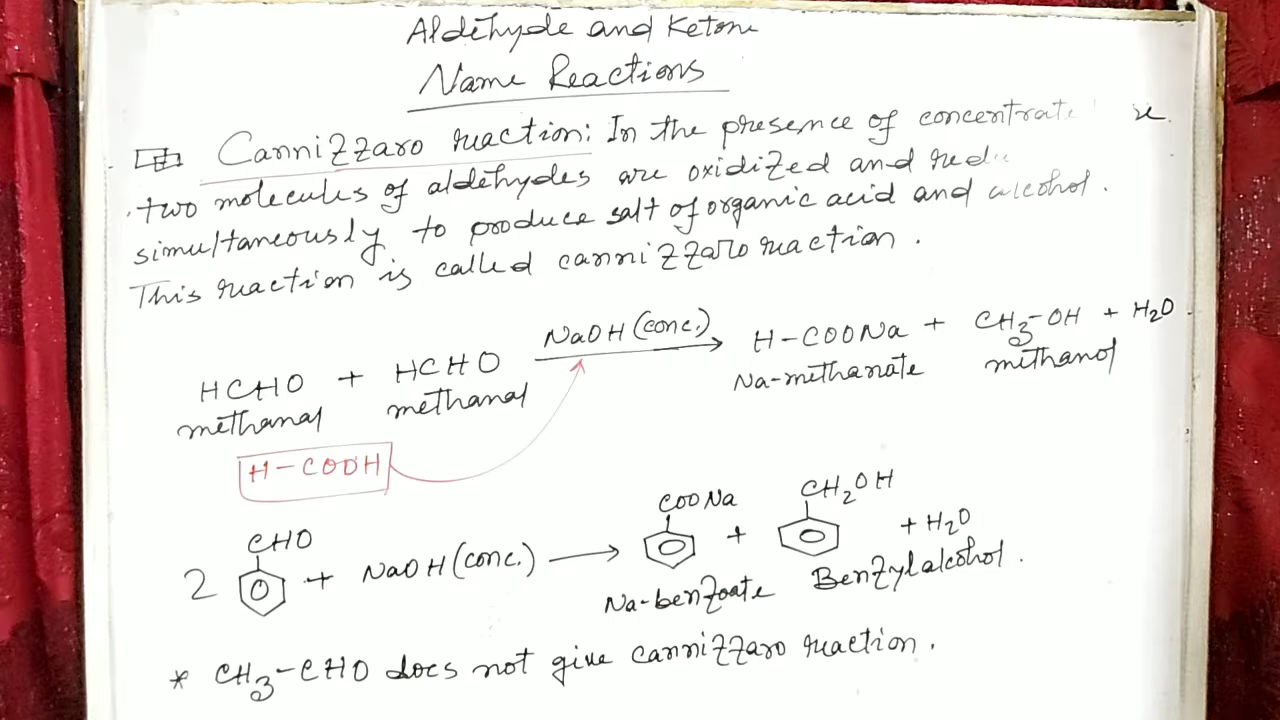 Aldehyde and Ketone
Name Reactions
Cannizzaro reaction: In the presence of concentrate
two molecules of aldehydes are oxidized and
simultaneously to produce salt of organic acid and alcohol.
This reaction is called cannizzaro reaction.
HCHO + HCHO NaOH (conc.) → H-COONa + CH3-OH + H2O
methanal methanal Na-methanate methanol
H-COOH
CHO COONa CH2OH
2 + NaOH (conc.) → + + H2O
Na-benzoate Benzylalcohol.
* CH3-CHO does not give cannizzaro reaction.